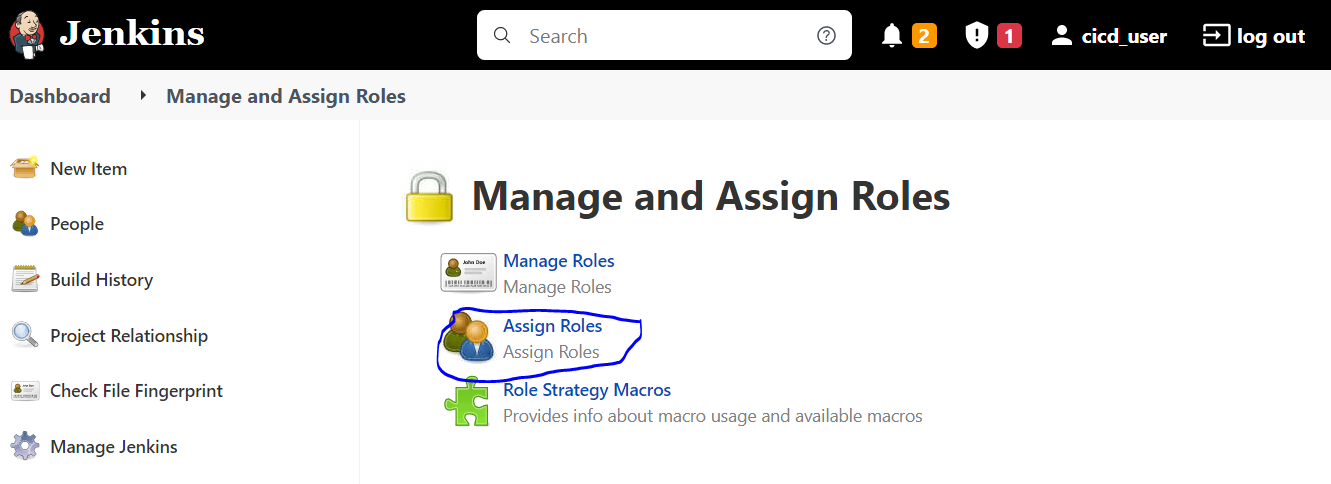 Jenkins
Search
2
1
cicd_user
log out
Dashboard
Manage and Assign Roles
New Item
People
Build History
Project Relationship
Check File Fingerprint
Manage Jenkins
Manage and Assign Roles
John Doe
Manage Roles
Manage Roles
Assign Roles
Assign Roles
Role Strategy Macros
Provides info about macro usage and available macros